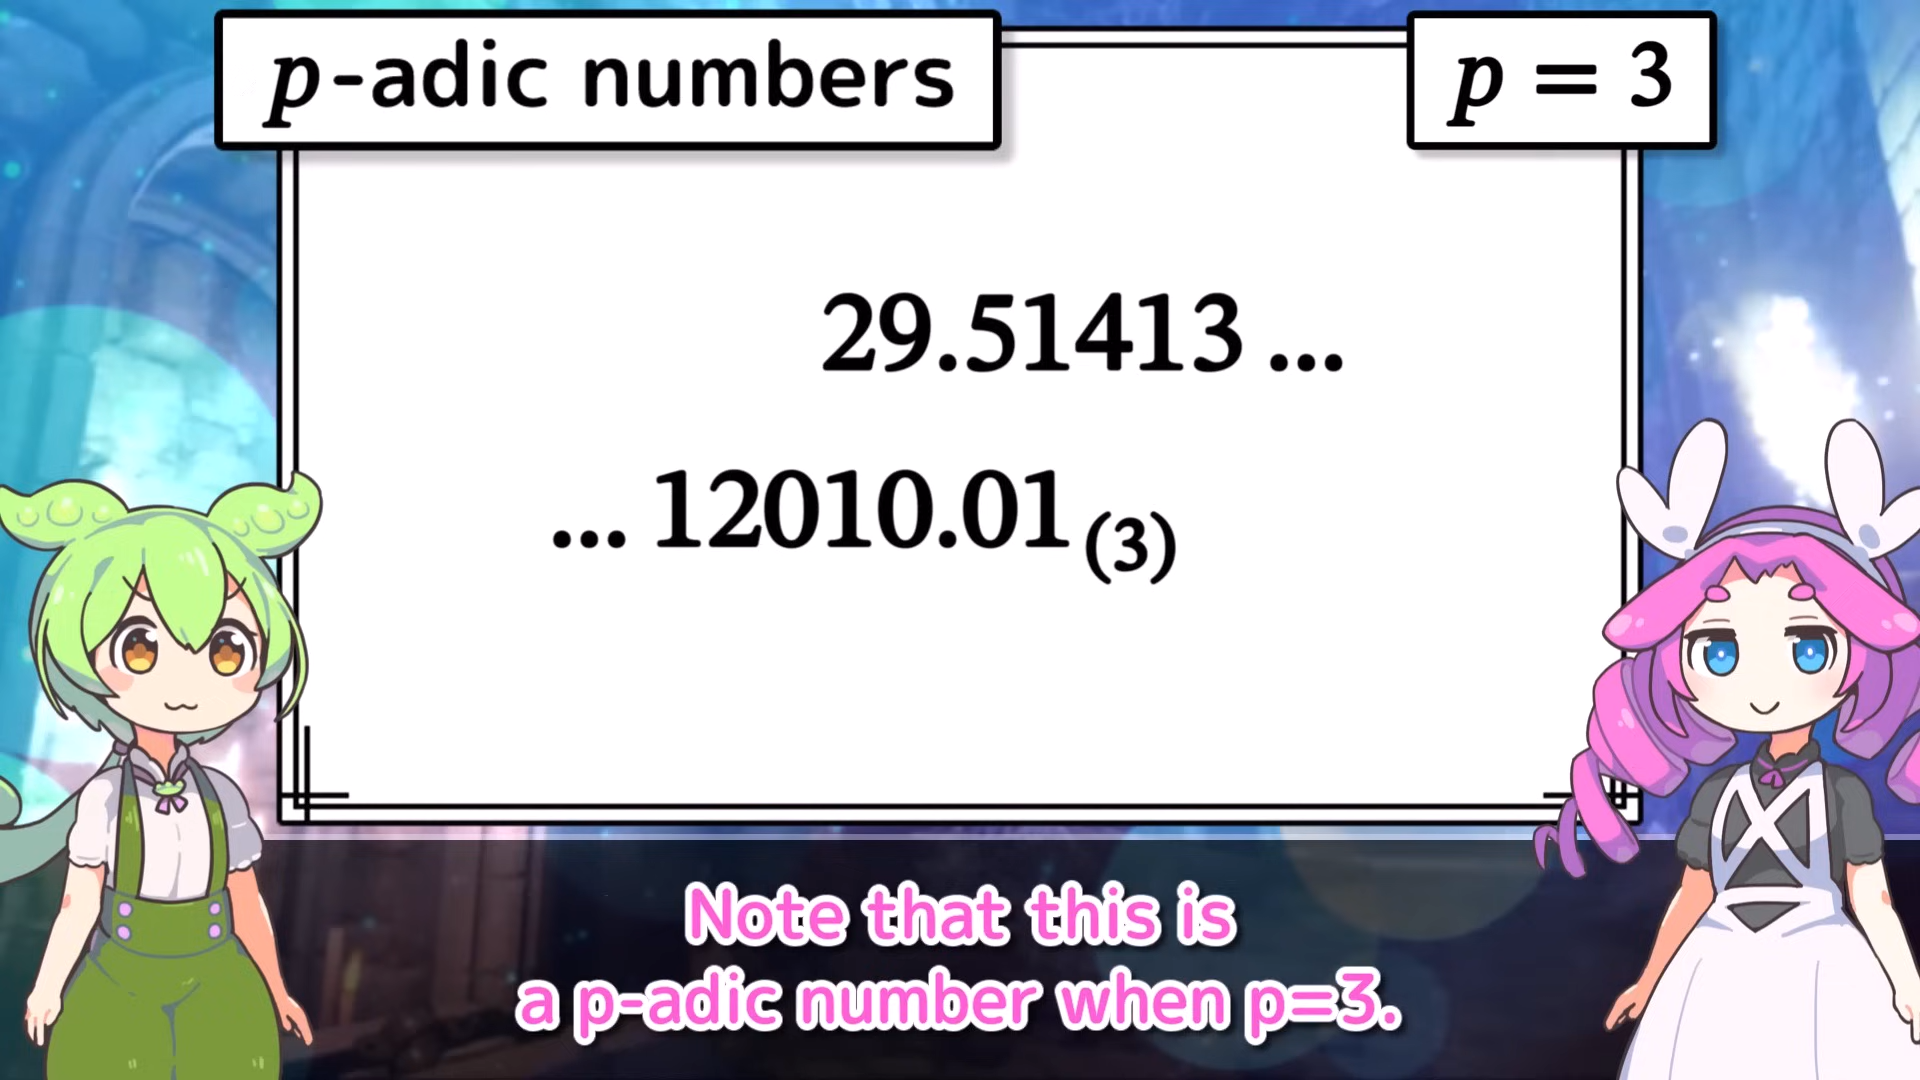 p-adic numbers
p = 3
29.51413 ...
... 12010.01(3)
Note that this is
a p-adic number when p=3.